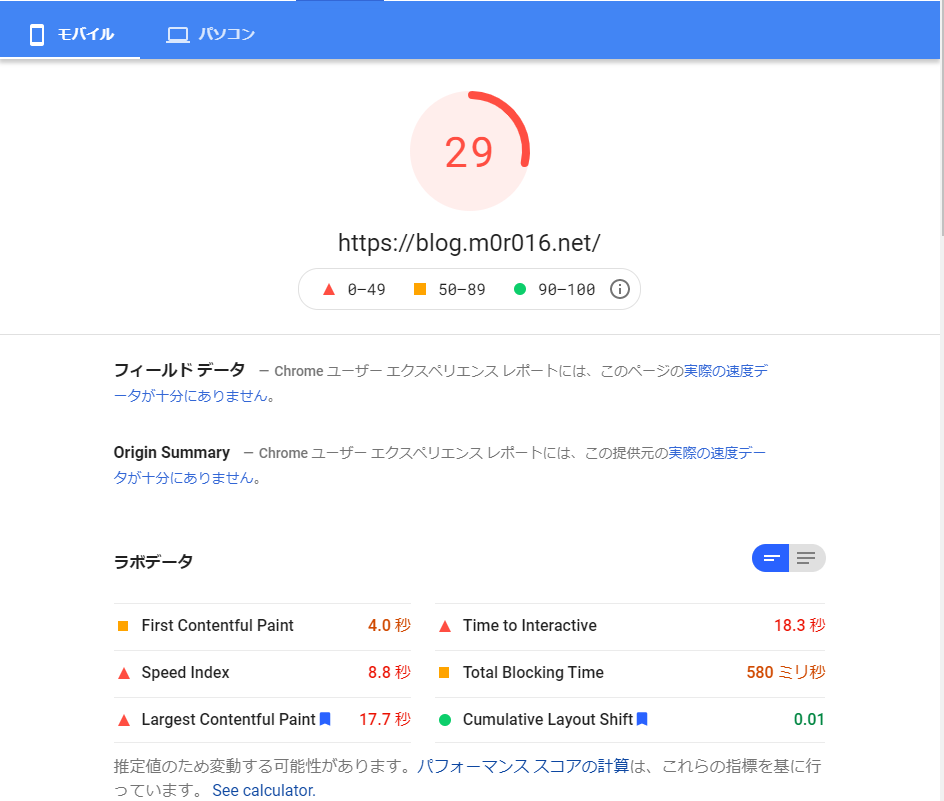 モバイル パソコン
29
https://blog.m0r016.net/
0–49 50–89 90–100
フィールド データ — Chrome ユーザー エクスペリエンス レポートには、このページの実際の速度デ
ータが十分にありません。
Origin Summary — Chrome ユーザー エクスペリエンス レポートには、この提供元の実際の速度デー
タが十分にありません。
ラボデータ
First Contentful Paint 4.0 秒 Time to Interactive 18.3 秒
Speed Index 8.8 秒 Total Blocking Time 580 ミリ秒
Largest Contentful Paint 17.7 秒 Cumulative Layout Shift 0.01
推定値のため変動する可能性があります。パフォーマンス スコアの計算は、これらの指標を基に行
っています。 See calculator.